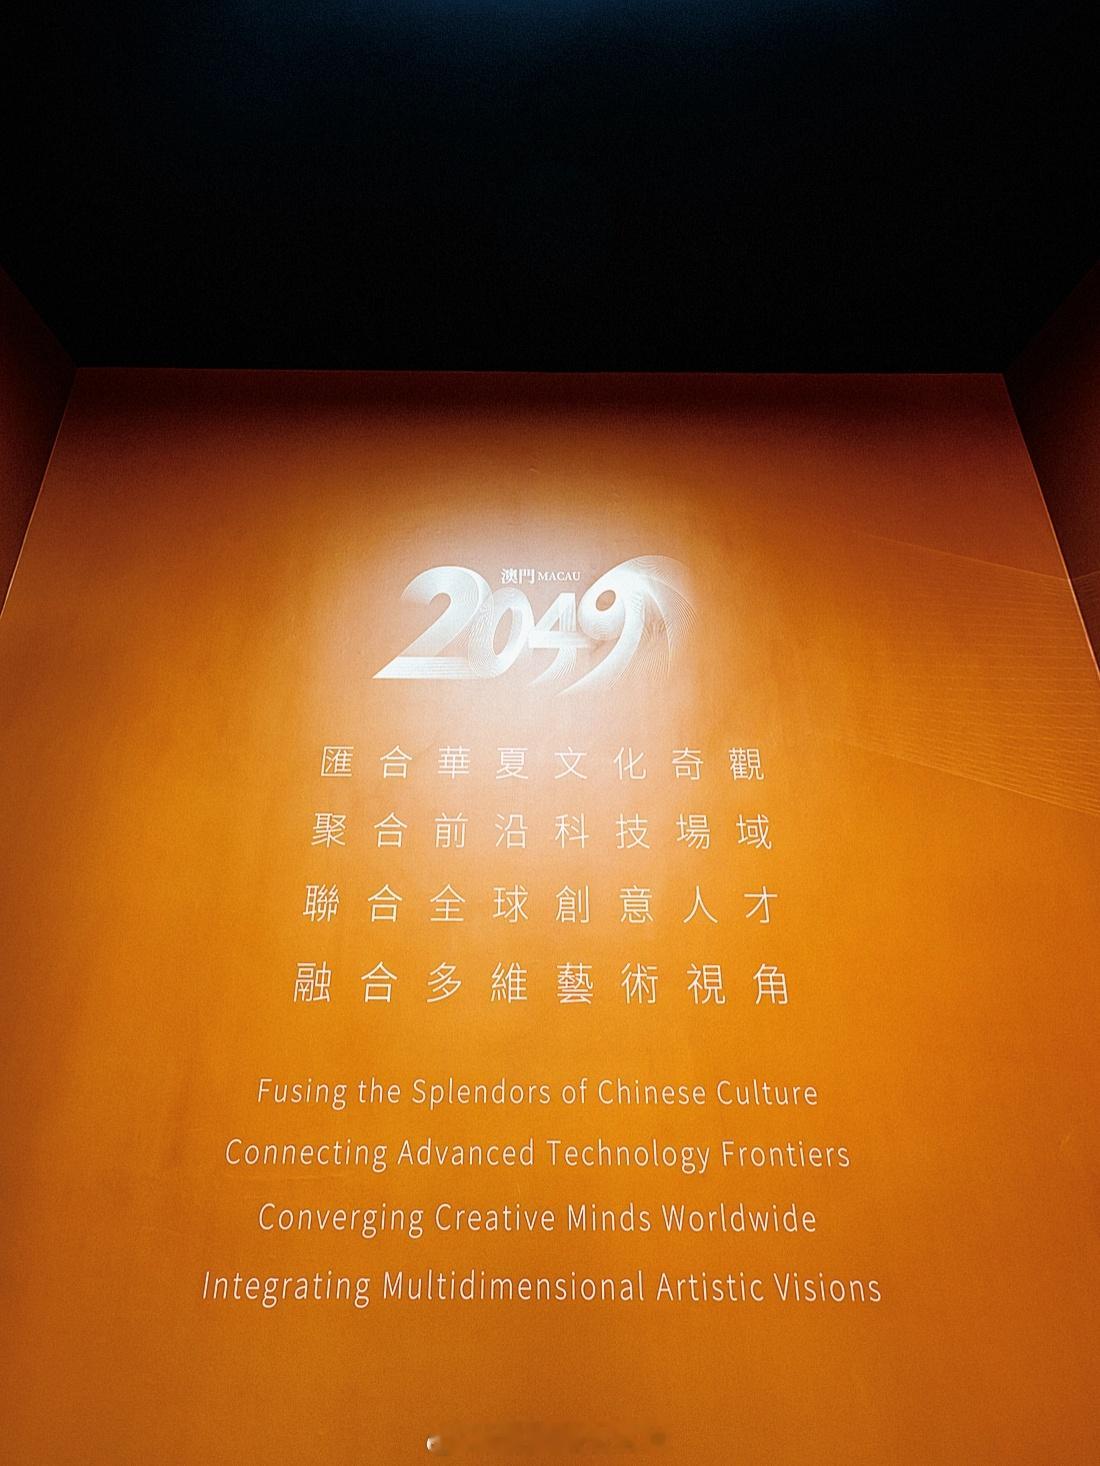 澳門 MACAU
2049
匯合華夏文化奇觀
聚合前沿科技場域
聯合全球創意人才
融合多維藝術視角
Fusing the Splendors of Chinese Culture
Connecting Advanced Technology Frontiers
Converging Creative Minds Worldwide
Integrating Multidimensional Artistic Visions